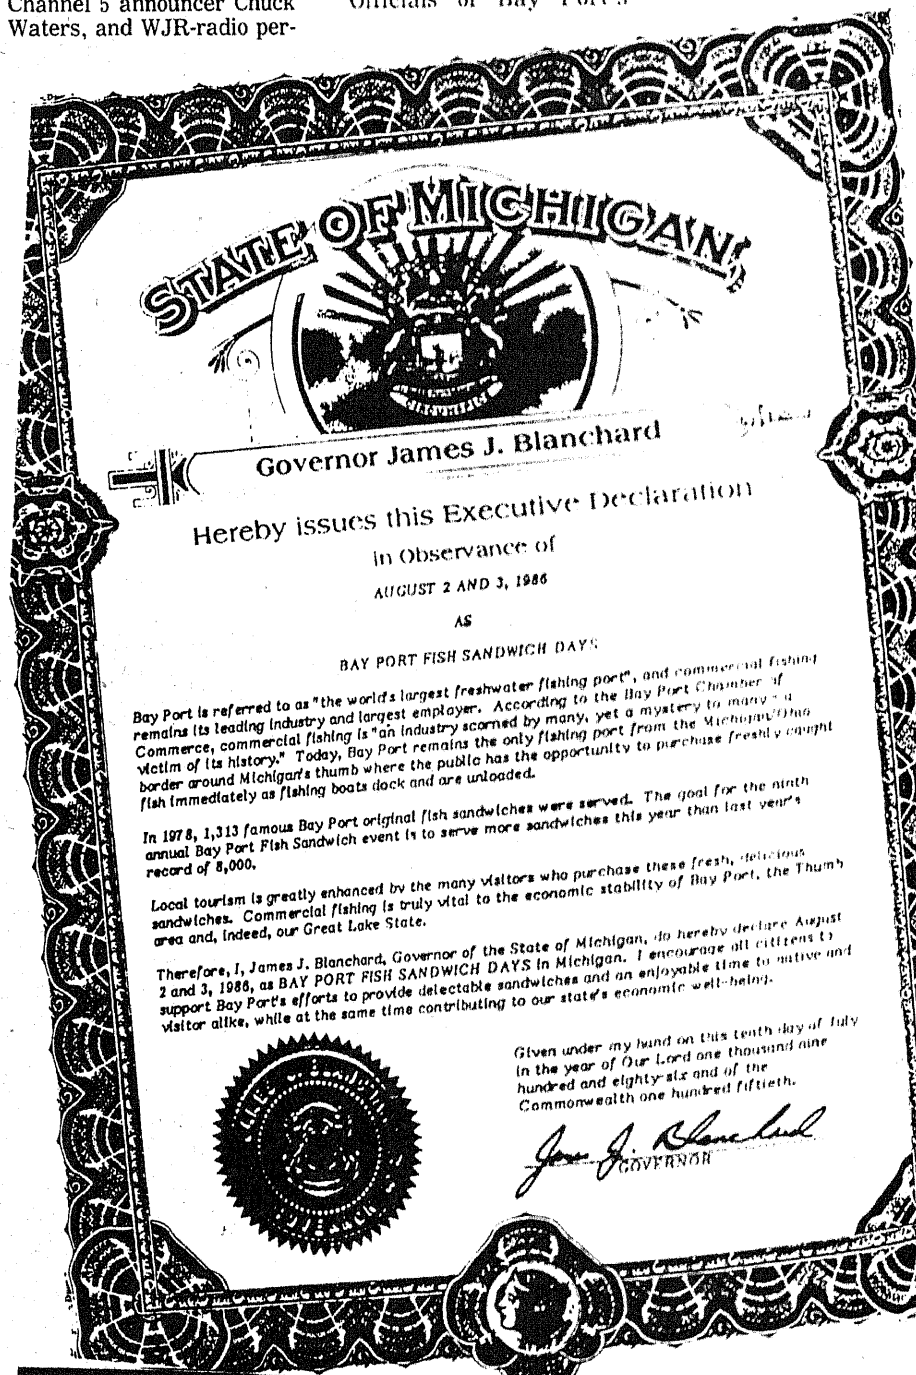 Channel 5 announcer Chuck
Waters, and WJR-radio per-
Officials of Bay Port's
STATE OF MICHIGAN
Governor James J. Blanchard
Hereby issues this Executive Declaration
in Observance of
AUGUST 2 AND 3, 1986
AS
BAY PORT FISH SANDWICH DAYS
Bay Port is referred to as "the world's largest freshwater fishing port", and commercial fishing
remains its leading industry and largest employer. According to the Bay Port Chamber of
Commerce, commercial fishing is "an industry scorned by many, yet a mystery to many - a
victim of its history." Today, Bay Port remains the only fishing port from the Michigan/Ohio
border around Michigan's thumb where the public has the opportunity to purchase freshly caught
fish immediately as fishing boats dock and are unloaded.
In 1978, 1,313 famous Bay Port original fish sandwiches were served. The goal for the ninth
annual Bay Port Fish Sandwich event is to serve more sandwiches this year than last year's
record of 8,000.
Local tourism is greatly enhanced by the many visitors who purchase these fresh, delicious
sandwiches. Commercial fishing is truly vital to the economic stability of Bay Port, the Thumb
area and, indeed, our Great Lake State.
Therefore, I, James J. Blanchard, Governor of the State of Michigan, do hereby declare August
2 and 3, 1986, as BAY PORT FISH SANDWICH DAYS in Michigan. I encourage all citizens to
support Bay Port's efforts to provide delectable sandwiches and an enjoyable time to native and
visitor alike, while at the same time contributing to our state's economic well-being.
Given under my hand on this tenth day of July
in the year of Our Lord one thousand nine
hundred and eighty-six and of the
Commonwealth one hundred fiftieth.
James J. Blanchard
GOVERNOR